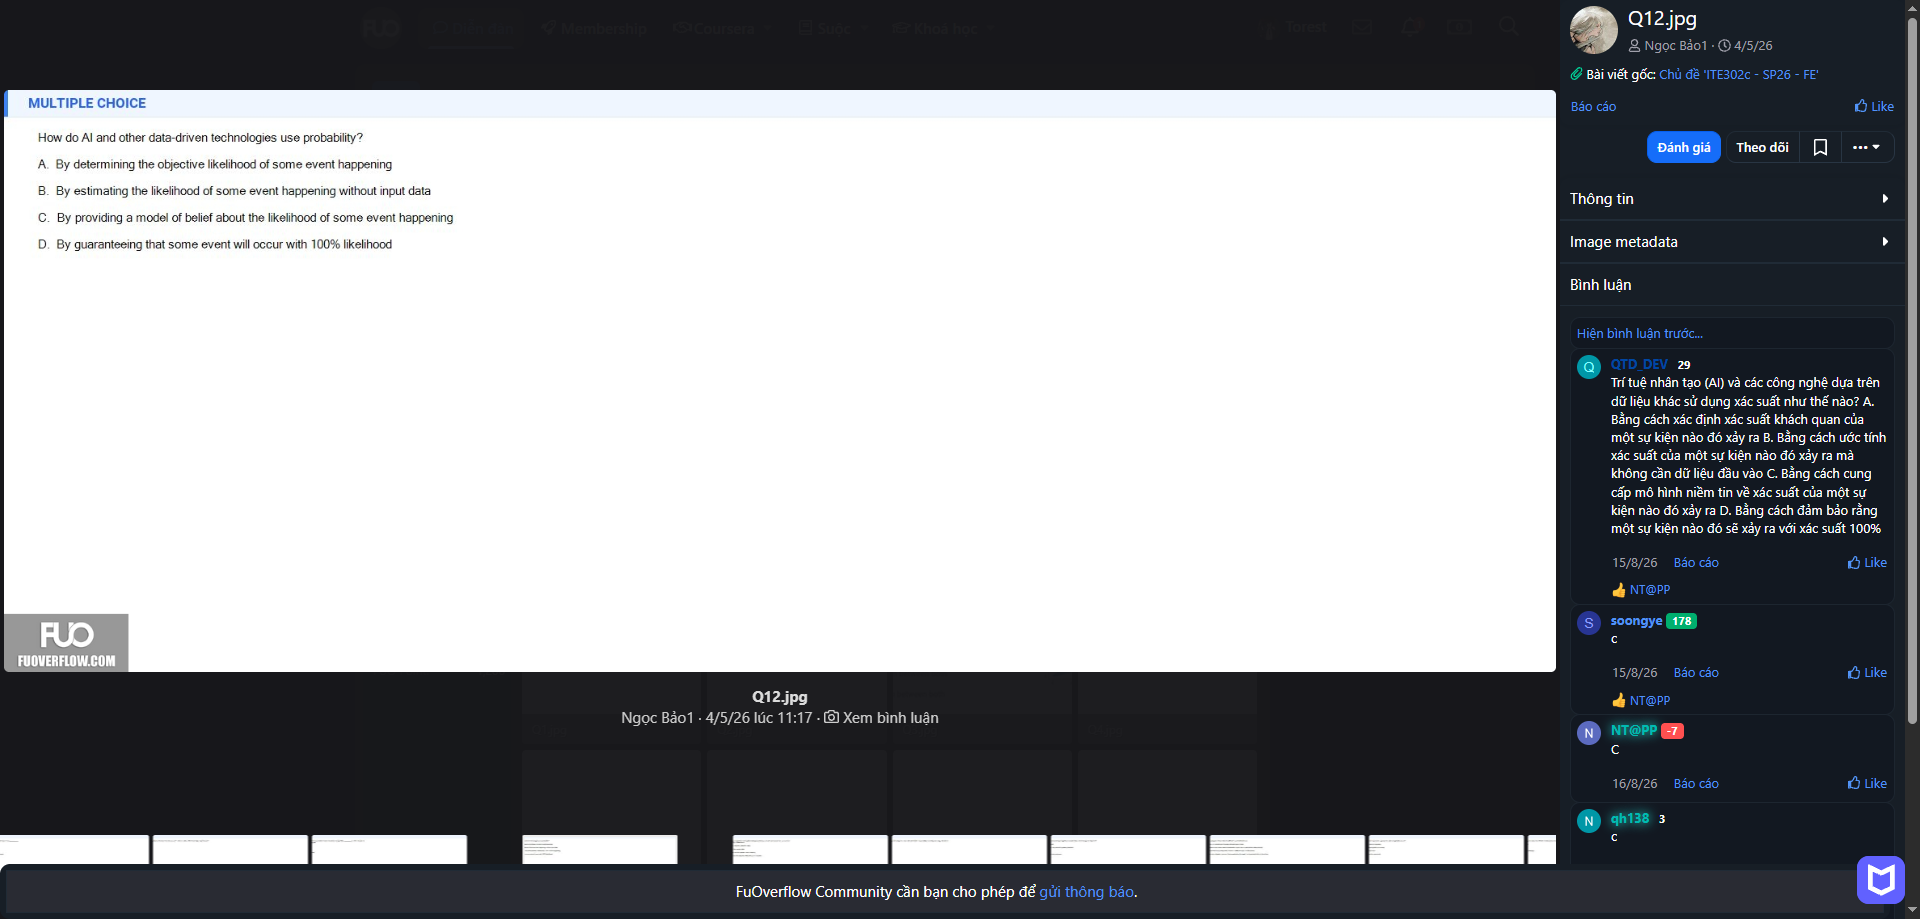 FUO
Membership
Coursera
Khoá học
Torest
MULTIPLE CHOICE
How do AI and other data-driven technologies use probability?
A. By determining the objective likelihood of some event happening
B. By estimating the likelihood of some event happening without input data
C. By providing a model of belief about the likelihood of some event happening
D. By guaranteeing that some event will occur with 100% likelihood
FUO
FUOVERFLOW.COM
Q12.jpg
Ngọc Bảo1 · 4/5/26 lúc 11:17 · Xem bình luận
Q12.jpg
Ngọc Bảo1 · 4/5/26
Bài viết gốc: Chủ đề 'ITE302c - SP26 - FE'
Báo cáo
Like
Đánh giá
Theo dõi
Thông tin
Image metadata
Bình luận
Hiện bình luận trước...
Q
QTD_DEV 29
Trí tuệ nhân tạo (AI) và các công nghệ dựa trên
dữ liệu khác sử dụng xác suất như thế nào? A.
Bằng cách xác định xác suất khách quan của
một sự kiện nào đó xảy ra B. Bằng cách ước tính
xác suất của một sự kiện nào đó xảy ra mà
không cần dữ liệu đầu vào C. Bằng cách cung
cấp mô hình niềm tin về xác suất của một sự
kiện nào đó xảy ra D. Bằng cách đảm bảo rằng
một sự kiện nào đó sẽ xảy ra với xác suất 100%
15/8/26 Báo cáo Like
NT@PP
S
soongye 178
c
15/8/26 Báo cáo Like
NT@PP
N
NT@PP -7
C
16/8/26 Báo cáo Like
N
qh138 3
c
FuOverflow Community cần bạn cho phép để gửi thông báo.